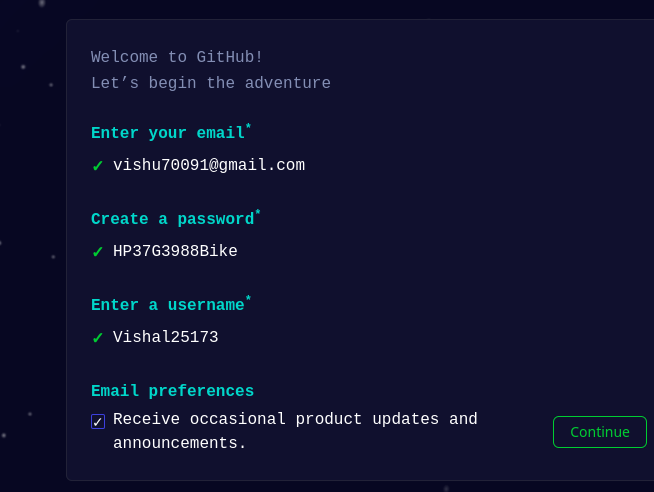 Welcome to GitHub!
Let’s begin the adventure
Enter your email*
✓ vishu70091@gmail.com
Create a password*
✓ HP37G3988Bike
Enter a username*
✓ Vishal25173
Email preferences
✓ Receive occasional product updates and
announcements.
Continue